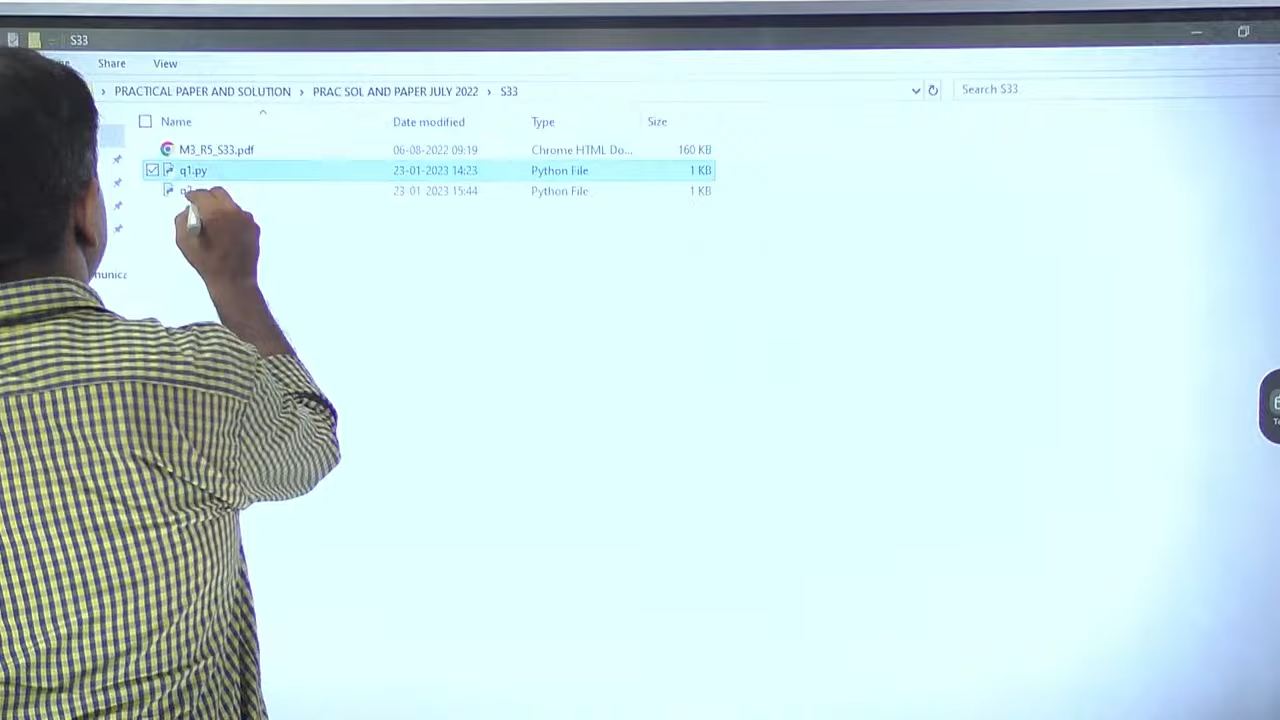 S33
Share View
› PRACTICAL PAPER AND SOLUTION › PRAC SOL AND PAPER JULY 2022 › S33
Search S33
Name Date modified Type Size
M3_R5_S33.pdf 06-08-2022 09:19 Chrome HTML Do... 160 KB
q1.py 23-01-2023 14:23 Python File 1 KB
23-01-2023 15:44 Python File 1 KB